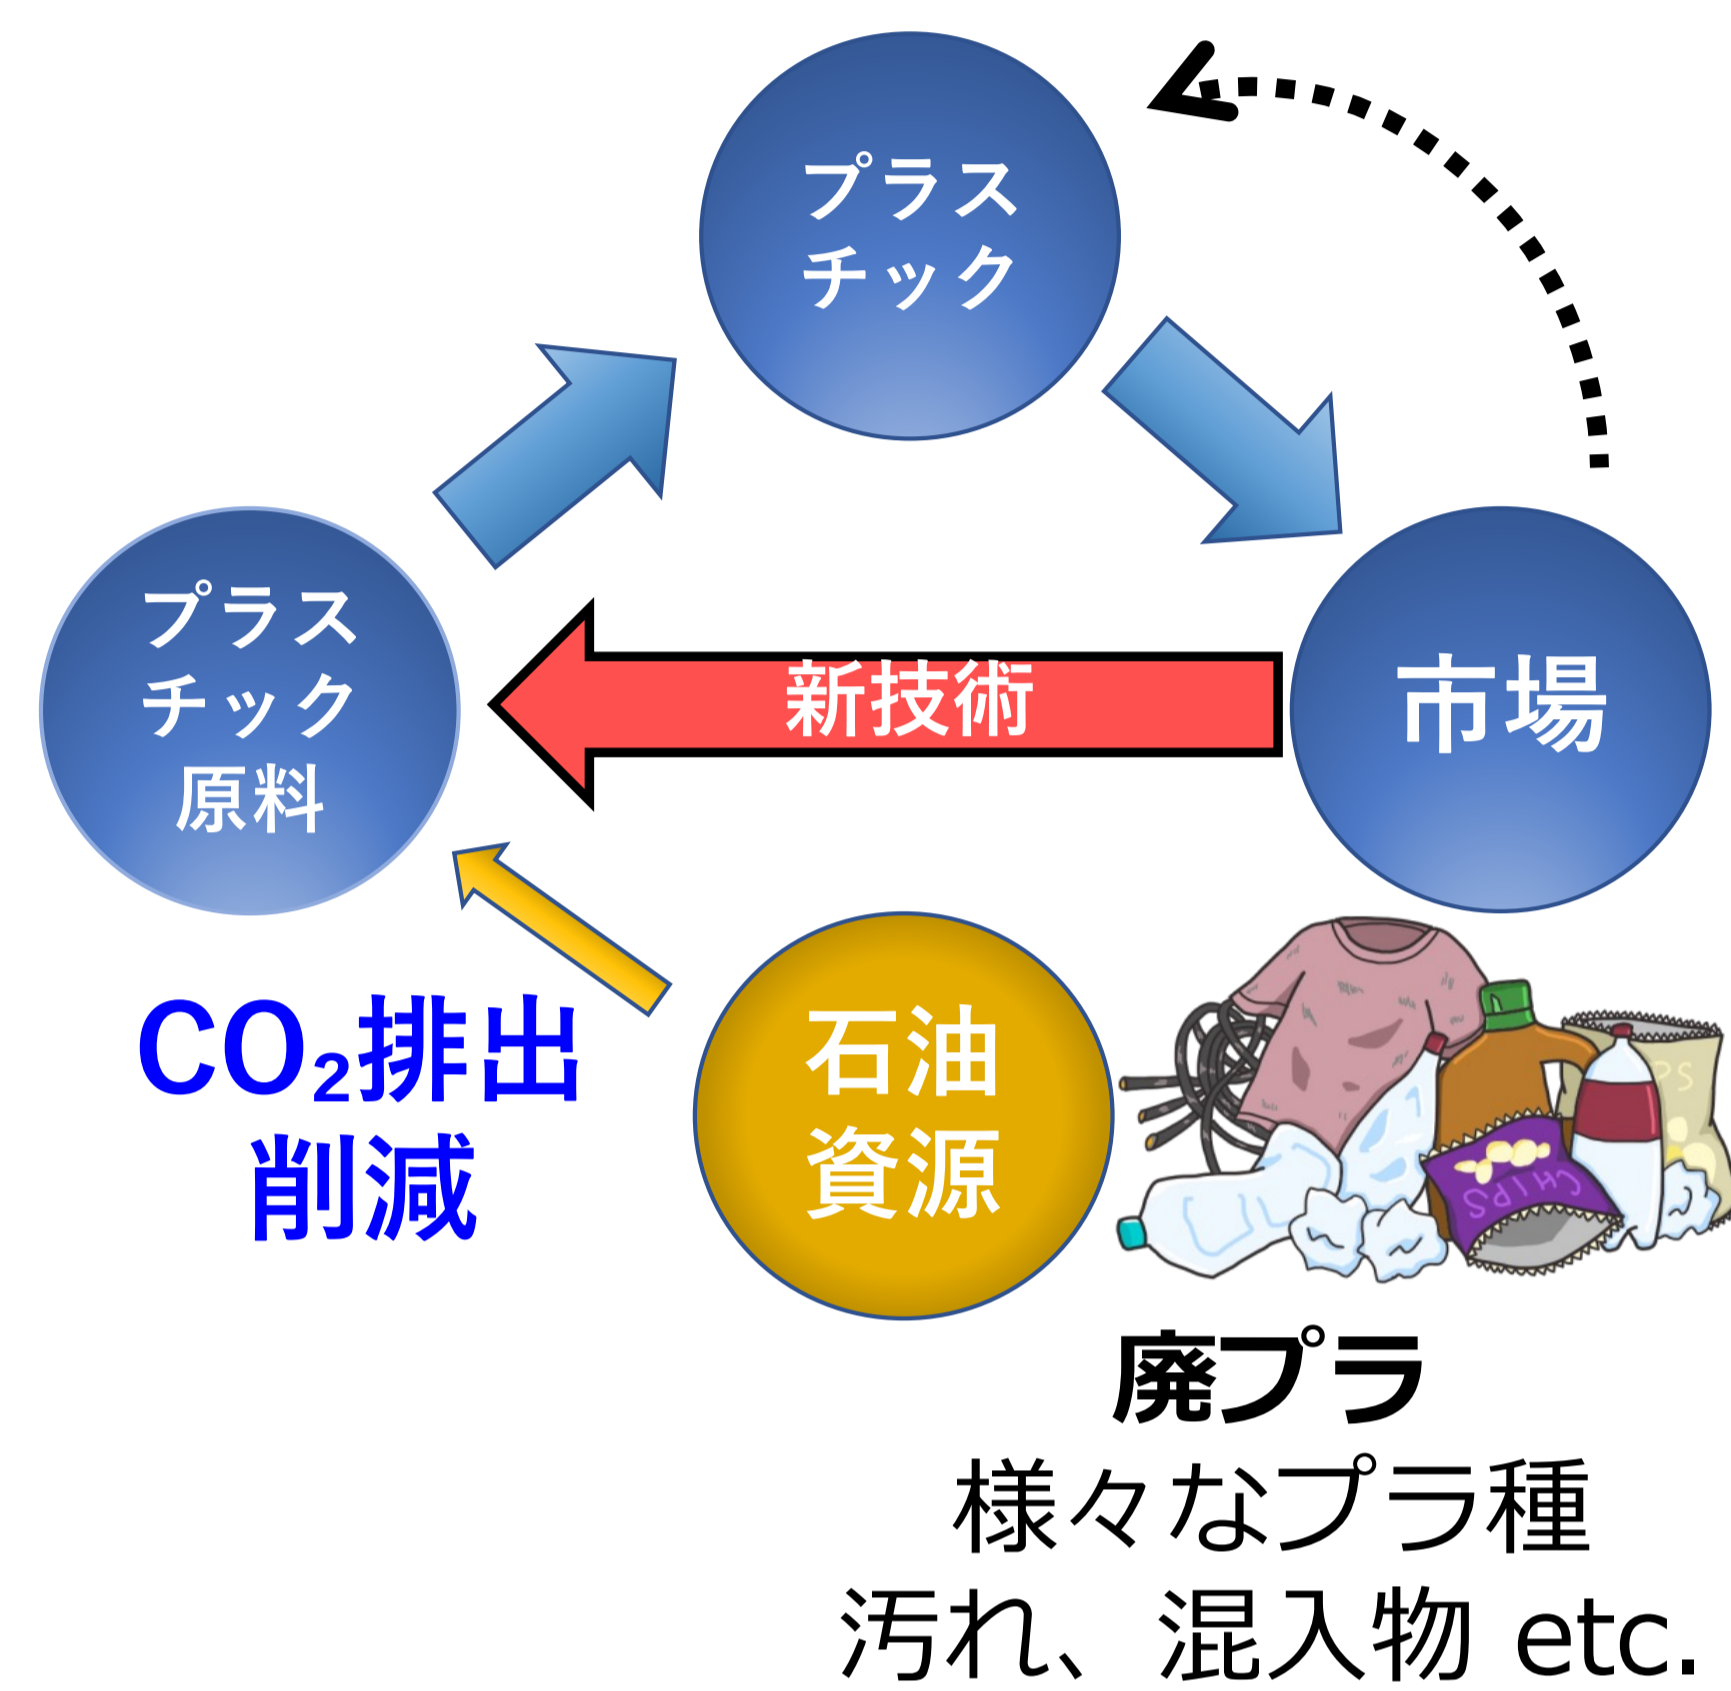 プラス
チック
プラス
チック
原料
新技術
市場
CO₂排出
削減
石油
資源
PS
CHIPS
廃プラ
様々なプラ種
汚れ、混入物 etc.